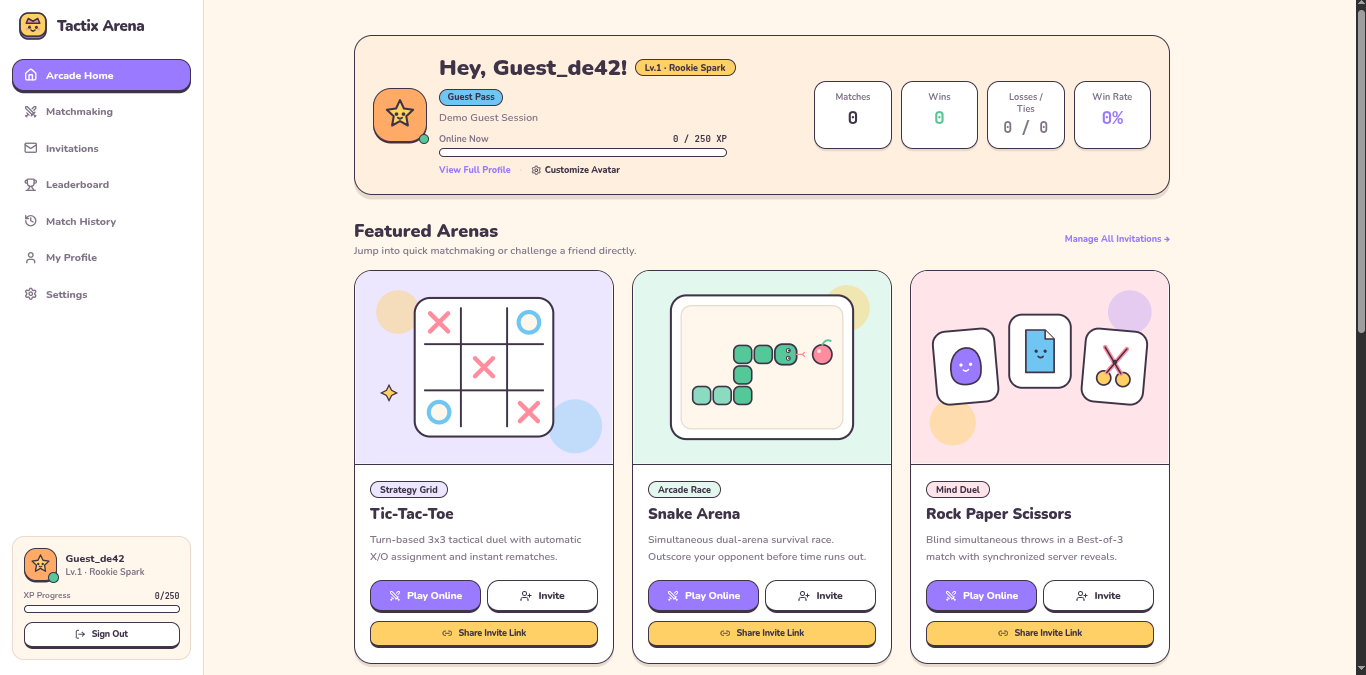 Tactix Arena
Arcade Home
Matchmaking
Invitations
Leaderboard
Match History
My Profile
Settings
Guest_de42
Lv.1 · Rookie Spark
XP Progress 0/250
Sign Out
Hey, Guest_de42! Lv.1 · Rookie Spark
Guest Pass
Demo Guest Session
Online Now 0 / 250 XP
View Full Profile · Customize Avatar
Matches
0
Wins
0
Losses /
Ties
0 / 0
Win Rate
0%
Featured Arenas
Jump into quick matchmaking or challenge a friend directly.
Manage All Invitations →
Strategy Grid
Tic-Tac-Toe
Turn-based 3x3 tactical duel with automatic
X/O assignment and instant rematches.
Play Online Invite
Share Invite Link
Arcade Race
Snake Arena
Simultaneous dual-arena survival race.
Outscore your opponent before time runs out.
Play Online Invite
Share Invite Link
Mind Duel
Rock Paper Scissors
Blind simultaneous throws in a Best-of-3
match with synchronized server reveals.
Play Online Invite
Share Invite Link